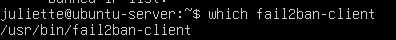 juliette@ubuntu-server:~$ which fail2ban-client
/usr/bin/fail2ban-client